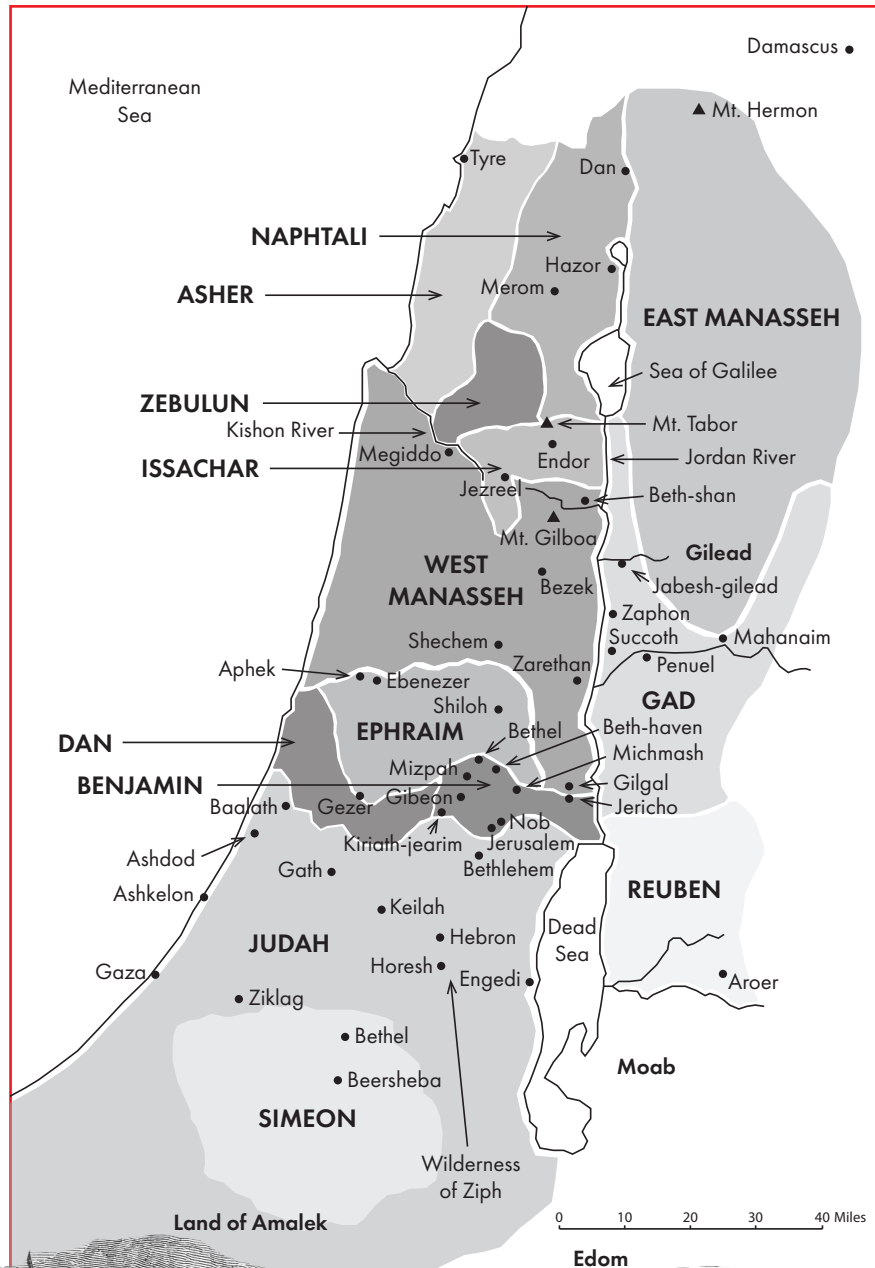 Damascus
Mediterranean
Sea
Mt. Hermon
Tyre
Dan
NAPHTALI
Hazor
ASHER
Merom
EAST MANASSEH
Sea of Galilee
ZEBULUN
Kishon River
Mt. Tabor
Megiddo
Endor
Jordan River
ISSACHAR
Jezreel
Beth-shan
Mt. Gilboa
Gilead
WEST
MANASSEH
Bezek
Jabesh-gilead
Zaphon
Shechem
Succoth
Mahanaim
Aphek
Ebenezer
Zarethan
Penuel
Shiloh
GAD
EPHRAIM
Bethel
Beth-haven
DAN
Michmash
Mizpah
BENJAMIN
Gilgal
Baalath
Gezer
Gibeon
Jericho
Nob
Kiriath-jearim
Jerusalem
Ashdod
Bethlehem
Gath
Ashkelon
REUBEN
Keilah
Dead
Sea
JUDAH
Hebron
Gaza
Horesh
Engedi
Aroer
Ziklag
Bethel
Moab
Beersheba
SIMEON
Wilderness
of Ziph
Land of Amalek
0 10 20 30 40 Miles
Edom